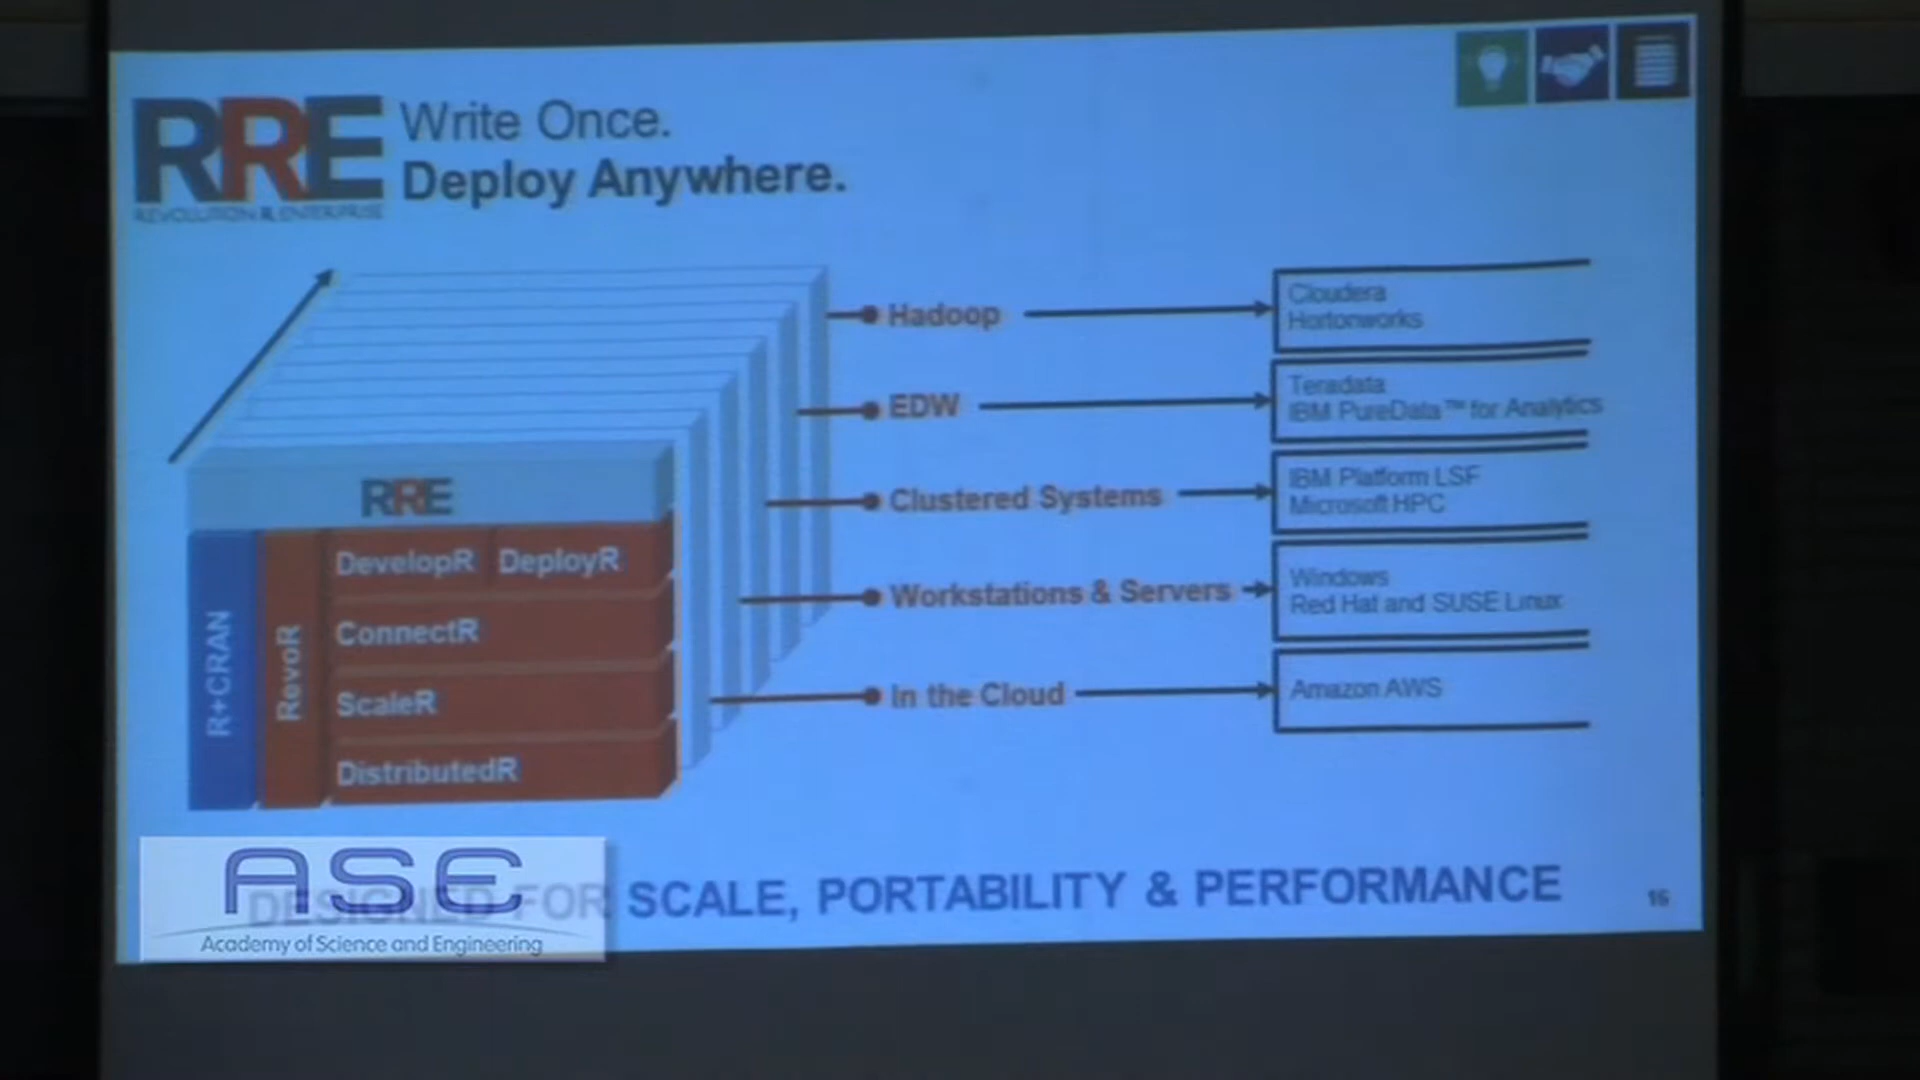 RRE
REVOLUTION R ENTERPRISE
Write Once.
Deploy Anywhere.
Hadoop
Cloudera
Hortonworks
EDW
Teradata
IBM PureData™ for Analytics
Clustered Systems
IBM Platform LSF
Microsoft HPC
Workstations & Servers
Windows
Red Hat and SUSE Linux
In the Cloud
Amazon AWS
RRE
R+CRAN
RevoR
DevelopR
DeployR
ConnectR
ScaleR
DistributedR
DESIGNED FOR SCALE, PORTABILITY & PERFORMANCE
16
ASE
Academy of Science and Engineering